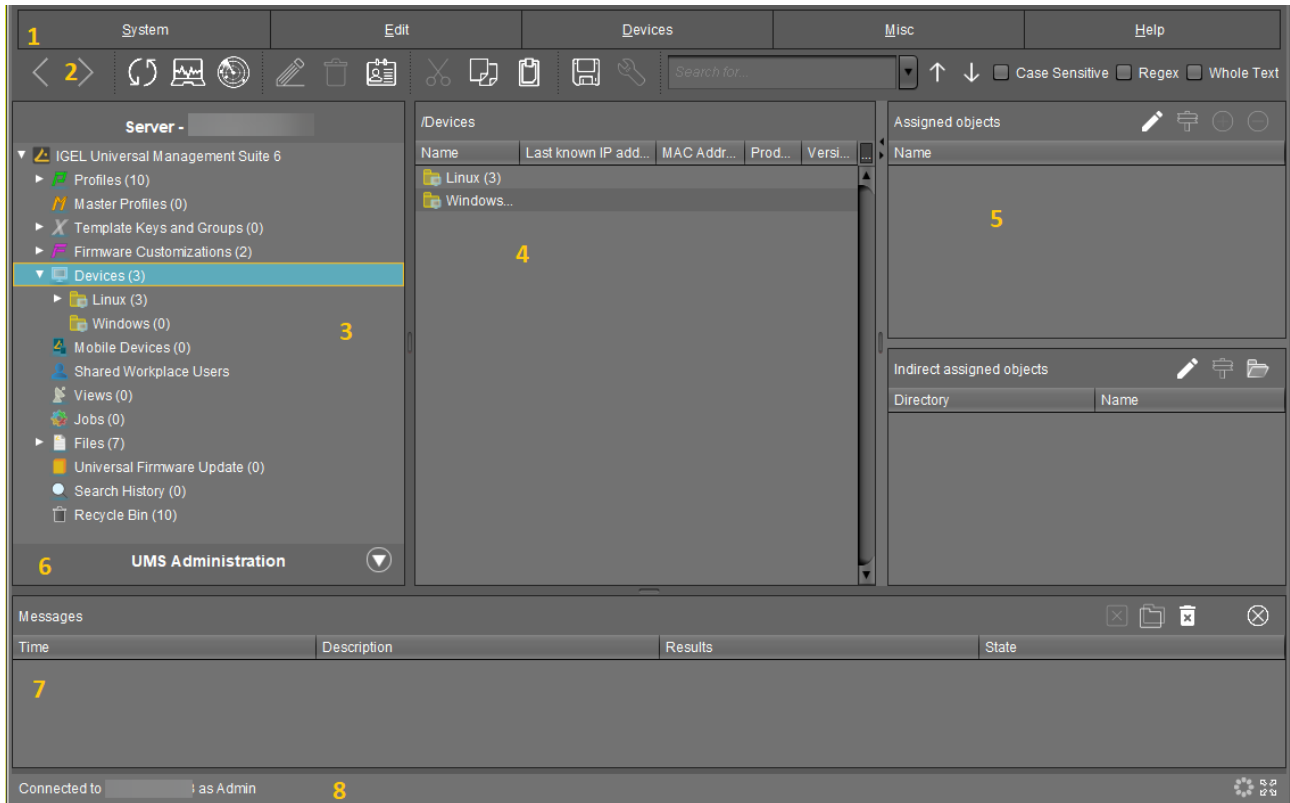 1 System Edit Devices Misc Help
2 Search for... Case Sensitive Regex Whole Text
Server -
IGEL Universal Management Suite 6
Profiles (10)
Master Profiles (0)
Template Keys and Groups (0)
Firmware Customizations (2)
Devices (3)
Linux (3)
Windows (0)
3
Mobile Devices (0)
Shared Workplace Users
Views (0)
Jobs (0)
Files (7)
Universal Firmware Update (0)
Search History (0)
Recycle Bin (10)
6 UMS Administration
/Devices
Name Last known IP add... MAC Addr... Prod... Versi... ...
Linux (3)
Windows...
4
Assigned objects
Name
5
Indirect assigned objects
Directory Name
Messages
Time Description Results State
7
Connected to as Admin 8